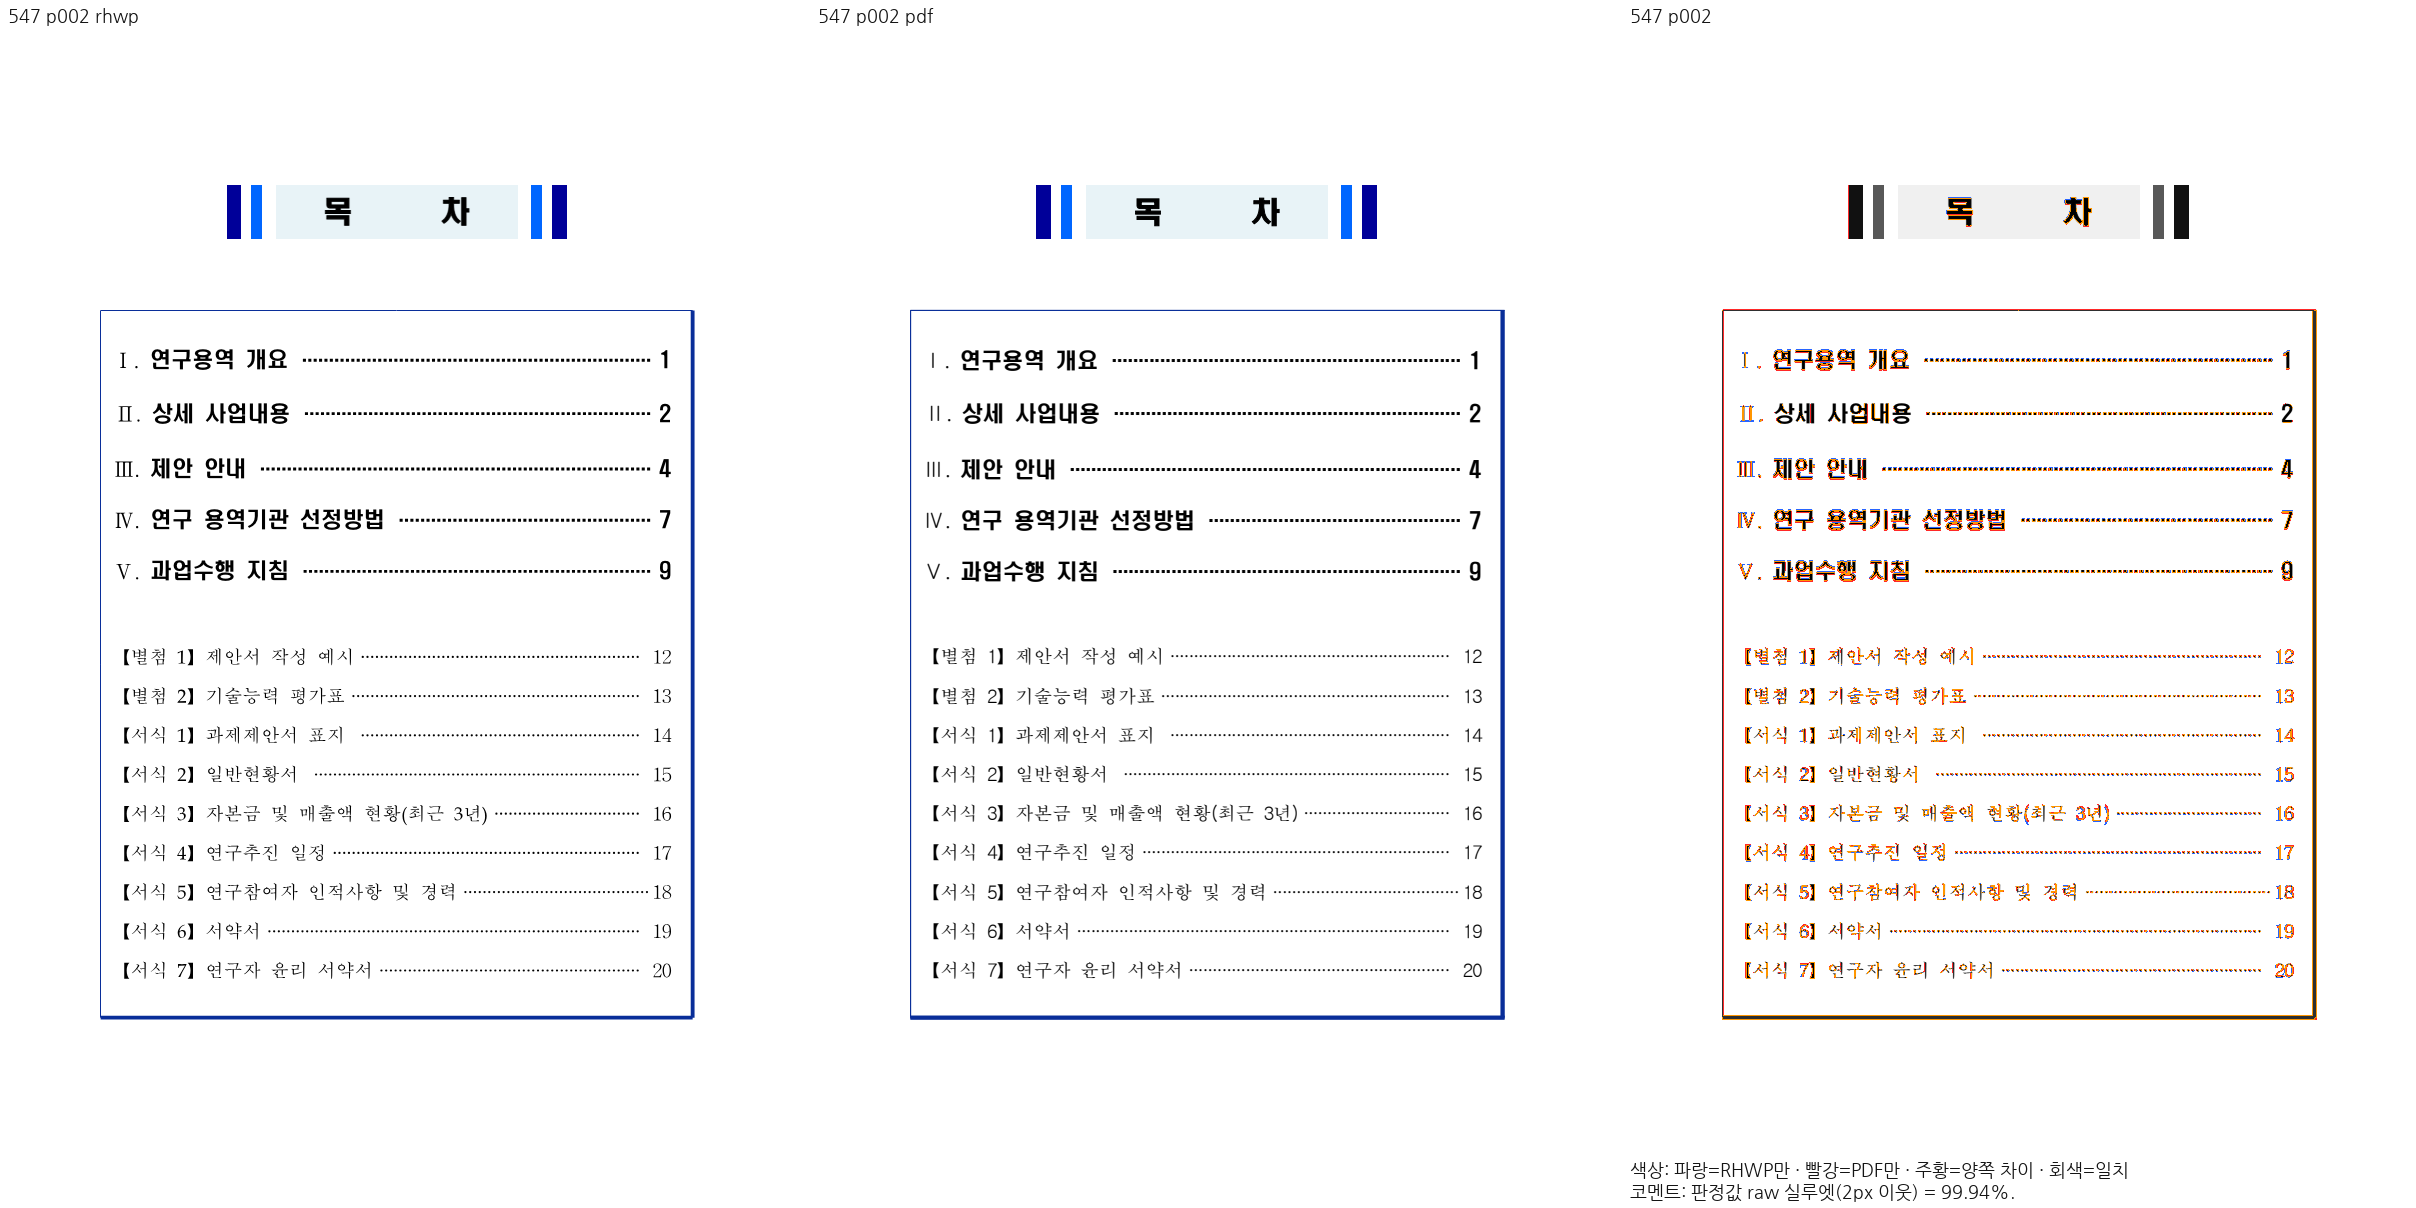 547 p002 rhwp
목 차
Ⅰ. 연구용역 개요 ························ 1
Ⅱ. 상세 사업내용 ························ 2
Ⅲ. 제안 안내 ························ 4
Ⅳ. 연구 용역기관 선정방법 ························ 7
Ⅴ. 과업수행 지침 ························ 9
【별첨 1】 제안서 작성 예시 ························ 12
【별첨 2】 기술능력 평가표 ························ 13
【서식 1】 과제제안서 표지 ························ 14
【서식 2】 일반현황서 ························ 15
【서식 3】 자본금 및 매출액 현황(최근 3년) ························ 16
【서식 4】 연구추진 일정 ························ 17
【서식 5】 연구참여자 인적사항 및 경력 ························ 18
【서식 6】 서약서 ························ 19
【서식 7】 연구자 윤리 서약서 ························ 20
547 p002 pdf
목 차
Ⅰ. 연구용역 개요 ························ 1
Ⅱ. 상세 사업내용 ························ 2
Ⅲ. 제안 안내 ························ 4
Ⅳ. 연구 용역기관 선정방법 ························ 7
Ⅴ. 과업수행 지침 ························ 9
【별첨 1】 제안서 작성 예시 ························ 12
【별첨 2】 기술능력 평가표 ························ 13
【서식 1】 과제제안서 표지 ························ 14
【서식 2】 일반현황서 ························ 15
【서식 3】 자본금 및 매출액 현황(최근 3년) ························ 16
【서식 4】 연구추진 일정 ························ 17
【서식 5】 연구참여자 인적사항 및 경력 ························ 18
【서식 6】 서약서 ························ 19
【서식 7】 연구자 윤리 서약서 ························ 20
547 p002
목 차
Ⅰ. 연구용역 개요 ························ 1
Ⅱ. 상세 사업내용 ························ 2
Ⅲ. 제안 안내 ························ 4
Ⅳ. 연구 용역기관 선정방법 ························ 7
Ⅴ. 과업수행 지침 ························ 9
【별첨 1】 제안서 작성 예시 ························ 12
【별첨 2】 기술능력 평가표 ························ 13
【서식 1】 과제제안서 표지 ························ 14
【서식 2】 일반현황서 ························ 15
【서식 3】 자본금 및 매출액 현황(최근 3년) ························ 16
【서식 4】 연구추진 일정 ························ 17
【서식 5】 연구참여자 인적사항 및 경력 ························ 18
【서식 6】 서약서 ························ 19
【서식 7】 연구자 윤리 서약서 ························ 20
색상: 파랑=RHWP만 · 빨강=PDF만 · 주황=양쪽 차이 · 회색=일치
코멘트: 판정값 raw 실루엣(2px 이웃) = 99.94%.